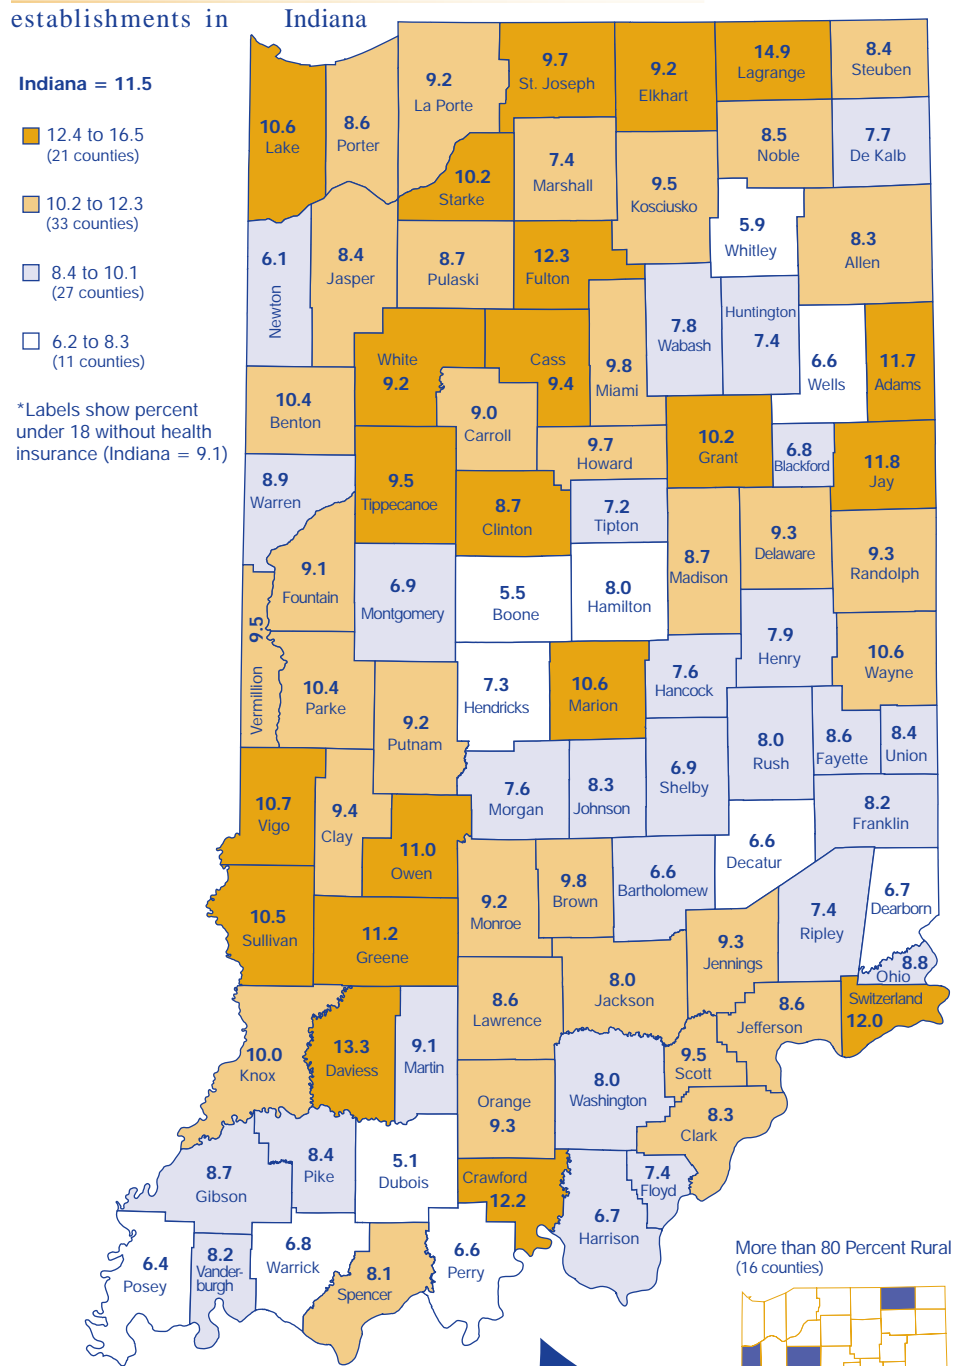 establishments in Indiana
Indiana = 11.5
12.4 to 16.5
(21 counties)
10.2 to 12.3
(33 counties)
8.4 to 10.1
(27 counties)
6.2 to 8.3
(11 counties)
*Labels show percent
under 18 without health
insurance (Indiana = 9.1)
10.6
Lake
8.6
Porter
9.2
La Porte
9.7
St. Joseph
9.2
Elkhart
14.9
Lagrange
8.4
Steuben
10.2
Starke
7.4
Marshall
9.5
Kosciusko
8.5
Noble
7.7
De Kalb
5.9
Whitley
8.3
Allen
6.1
Newton
8.4
Jasper
8.7
Pulaski
12.3
Fulton
9.8
Miami
7.8
Wabash
Huntington
7.4
6.6
Wells
11.7
Adams
White
9.2
Cass
9.4
10.4
Benton
9.0
Carroll
9.7
Howard
10.2
Grant
6.8
Blackford
11.8
Jay
8.9
Warren
9.5
Tippecanoe
8.7
Clinton
7.2
Tipton
8.7
Madison
9.3
Delaware
9.3
Randolph
9.1
Fountain
6.9
Montgomery
5.5
Boone
8.0
Hamilton
7.9
Henry
10.6
Wayne
9.5
Vermillion
10.4
Parke
9.2
Putnam
7.3
Hendricks
10.6
Marion
7.6
Hancock
8.0
Rush
8.6
Fayette
8.4
Union
10.7
Vigo
9.4
Clay
11.0
Owen
7.6
Morgan
8.3
Johnson
6.9
Shelby
8.2
Franklin
6.6
Decatur
10.5
Sullivan
11.2
Greene
9.2
Monroe
9.8
Brown
6.6
Bartholomew
9.3
Jennings
7.4
Ripley
6.7
Dearborn
8.8
Ohio
Switzerland
12.0
10.0
Knox
13.3
Daviess
9.1
Martin
8.6
Lawrence
8.0
Jackson
8.6
Jefferson
9.5
Scott
8.0
Washington
Orange
9.3
8.3
Clark
8.7
Gibson
8.4
Pike
5.1
Dubois
Crawford
12.2
7.4
Floyd
6.7
Harrison
6.4
Posey
8.2
Vander-
burgh
6.8
Warrick
8.1
Spencer
6.6
Perry
More than 80 Percent Rural
(16 counties)